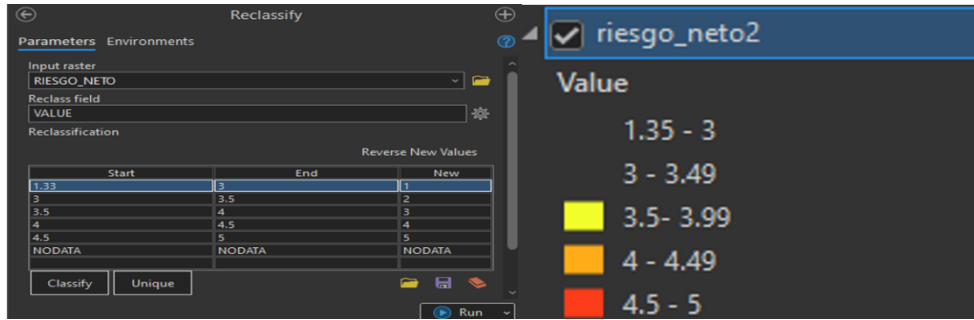 Reclassify
Parameters Environments
Input raster
RIESGO_NETO
Reclass field
VALUE
Reclassification
Reverse New Values
Start End New
1.33 3 1
3 3.5 2
3.5 4 3
4 4.5 4
4.5 5 5
NODATA NODATA NODATA
Classify Unique
Run
riesgo_neto2
Value
1.35 - 3
3 - 3.49
3.5- 3.99
4 - 4.49
4.5 - 5